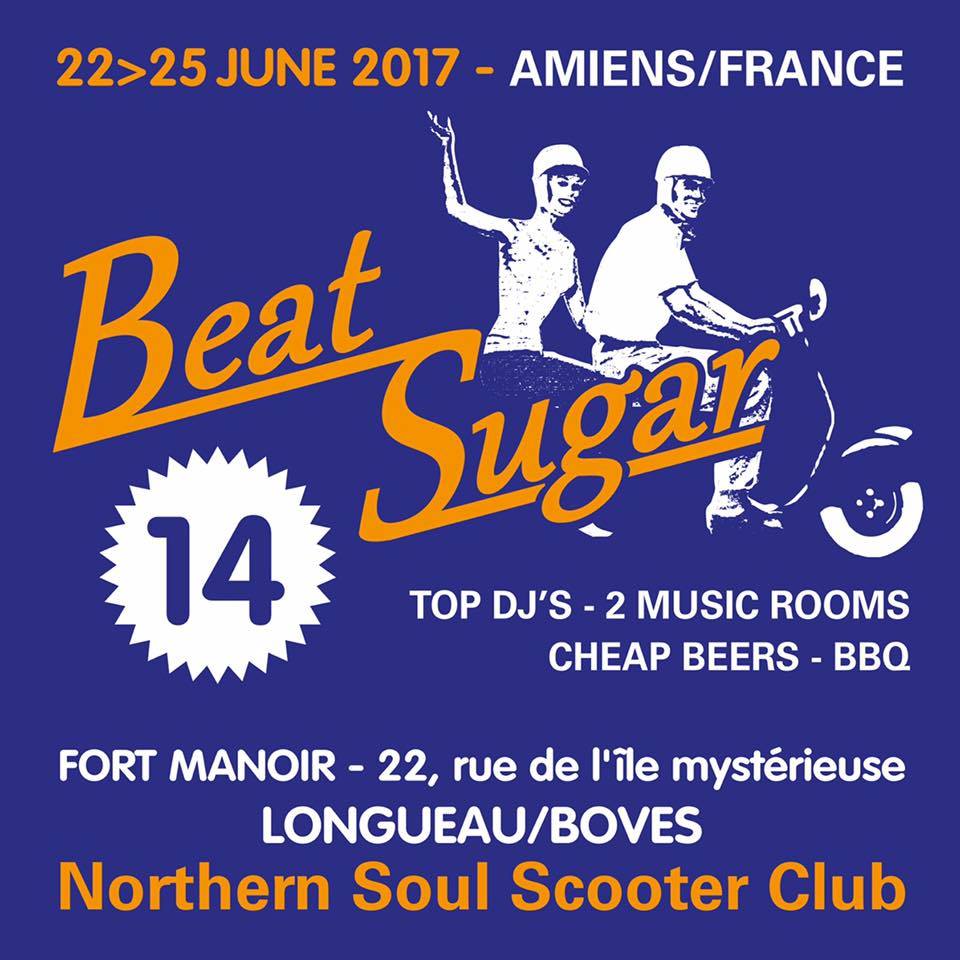 22>25 JUNE 2017 - AMIENS/FRANCE
Beat
Sugar
14
TOP DJ'S - 2 MUSIC ROOMS
CHEAP BEERS - BBQ
FORT MANOIR - 22, rue de l'île mystérieuse
LONGUEAU/BOVES
Northern Soul Scooter Club